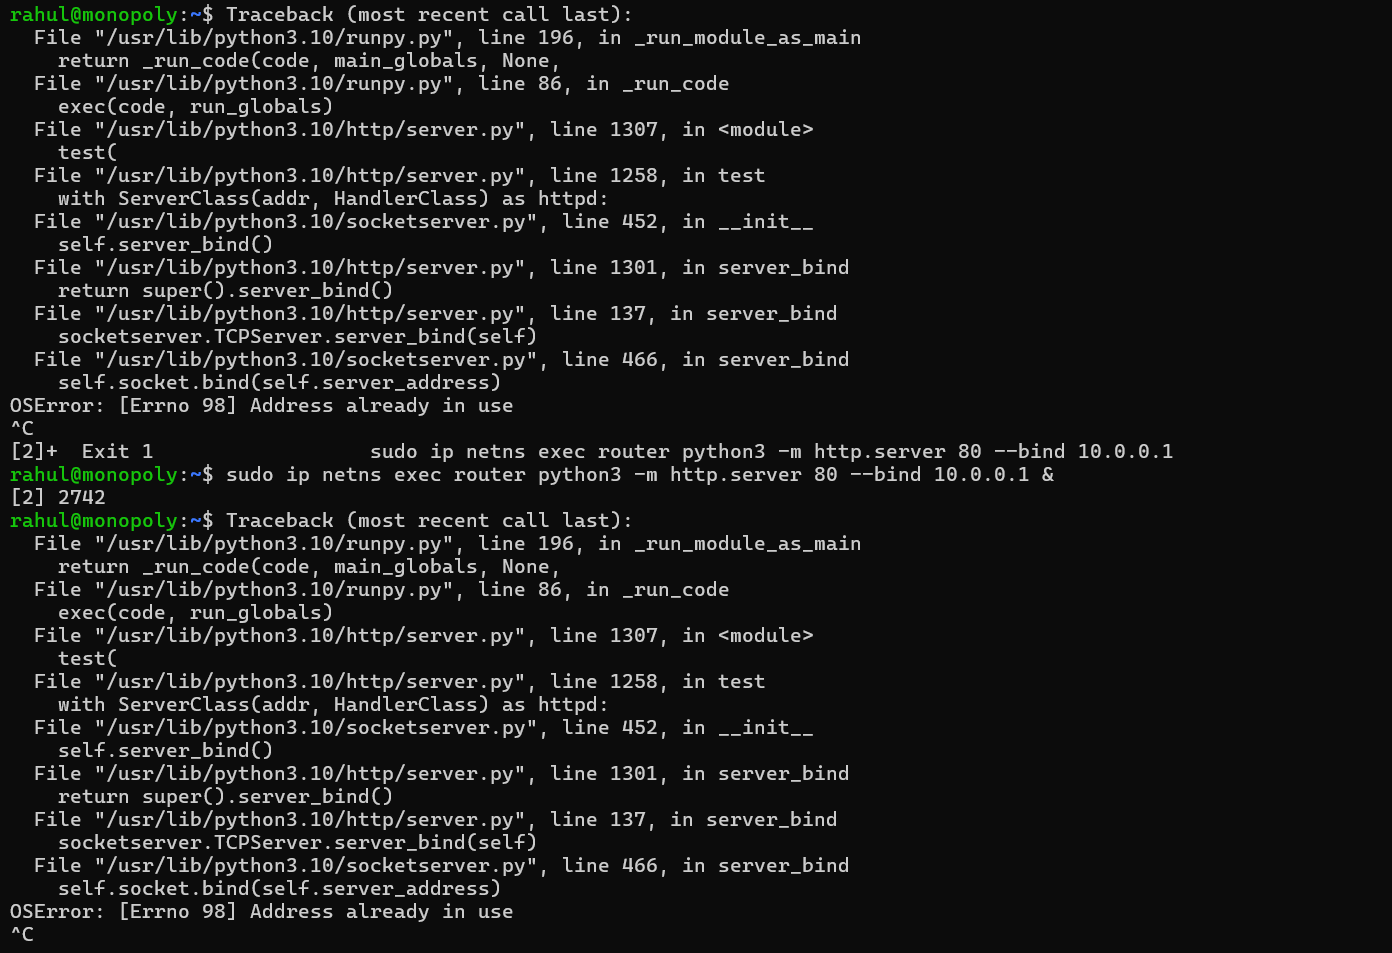 rahul@monopoly:~$ Traceback (most recent call last):
  File "/usr/lib/python3.10/runpy.py", line 196, in _run_module_as_main
    return _run_code(code, main_globals, None,
  File "/usr/lib/python3.10/runpy.py", line 86, in _run_code
    exec(code, run_globals)
  File "/usr/lib/python3.10/http/server.py", line 1307, in <module>
    test(
  File "/usr/lib/python3.10/http/server.py", line 1258, in test
    with ServerClass(addr, HandlerClass) as httpd:
  File "/usr/lib/python3.10/socketserver.py", line 452, in __init__
    self.server_bind()
  File "/usr/lib/python3.10/http/server.py", line 1301, in server_bind
    return super().server_bind()
  File "/usr/lib/python3.10/http/server.py", line 137, in server_bind
    socketserver.TCPServer.server_bind(self)
  File "/usr/lib/python3.10/socketserver.py", line 466, in server_bind
    self.socket.bind(self.server_address)
OSError: [Errno 98] Address already in use
^C
[2]+  Exit 1                  sudo ip netns exec router python3 -m http.server 80 --bind 10.0.0.1
rahul@monopoly:~$ sudo ip netns exec router python3 -m http.server 80 --bind 10.0.0.1 &
[2] 2742
rahul@monopoly:~$ Traceback (most recent call last):
  File "/usr/lib/python3.10/runpy.py", line 196, in _run_module_as_main
    return _run_code(code, main_globals, None,
  File "/usr/lib/python3.10/runpy.py", line 86, in _run_code
    exec(code, run_globals)
  File "/usr/lib/python3.10/http/server.py", line 1307, in <module>
    test(
  File "/usr/lib/python3.10/http/server.py", line 1258, in test
    with ServerClass(addr, HandlerClass) as httpd:
  File "/usr/lib/python3.10/socketserver.py", line 452, in __init__
    self.server_bind()
  File "/usr/lib/python3.10/http/server.py", line 1301, in server_bind
    return super().server_bind()
  File "/usr/lib/python3.10/http/server.py", line 137, in server_bind
    socketserver.TCPServer.server_bind(self)
  File "/usr/lib/python3.10/socketserver.py", line 466, in server_bind
    self.socket.bind(self.server_address)
OSError: [Errno 98] Address already in use
^C